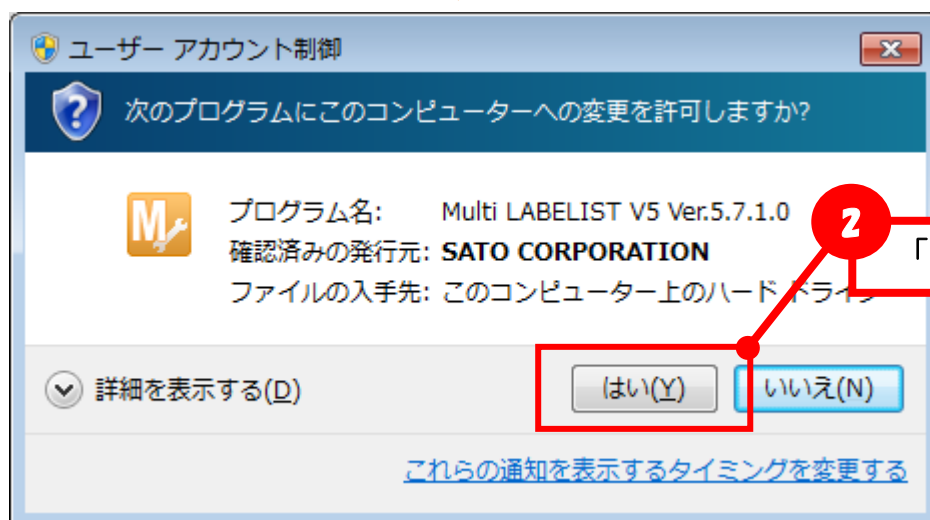 ユーザー アカウント制御
次のプログラムにこのコンピューターへの変更を許可しますか?
プログラム名: Multi LABELIST V5 Ver.5.7.1.0
確認済みの発行元: SATO CORPORATION
ファイルの入手先: このコンピューター上のハード ドライブ
2
「
詳細を表示する(D)
はい(Y)
いいえ(N)
これらの通知を表示するタイミングを変更する